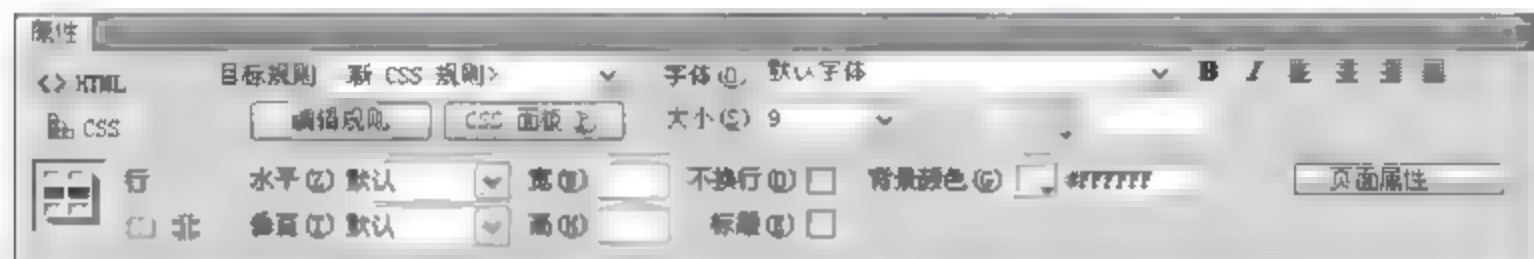 属性
<> HTML 目标规则 新 CSS 规则> 字体(O) 默认字体 B I
CSS 编辑规则 CSS 面板 大小(S) 9
行 水平(Z) 默认 宽(W) 不换行(O) 背景颜色(G) #FFFFFF 页面属性
垂直(T) 默认 高(H) 标题(E)